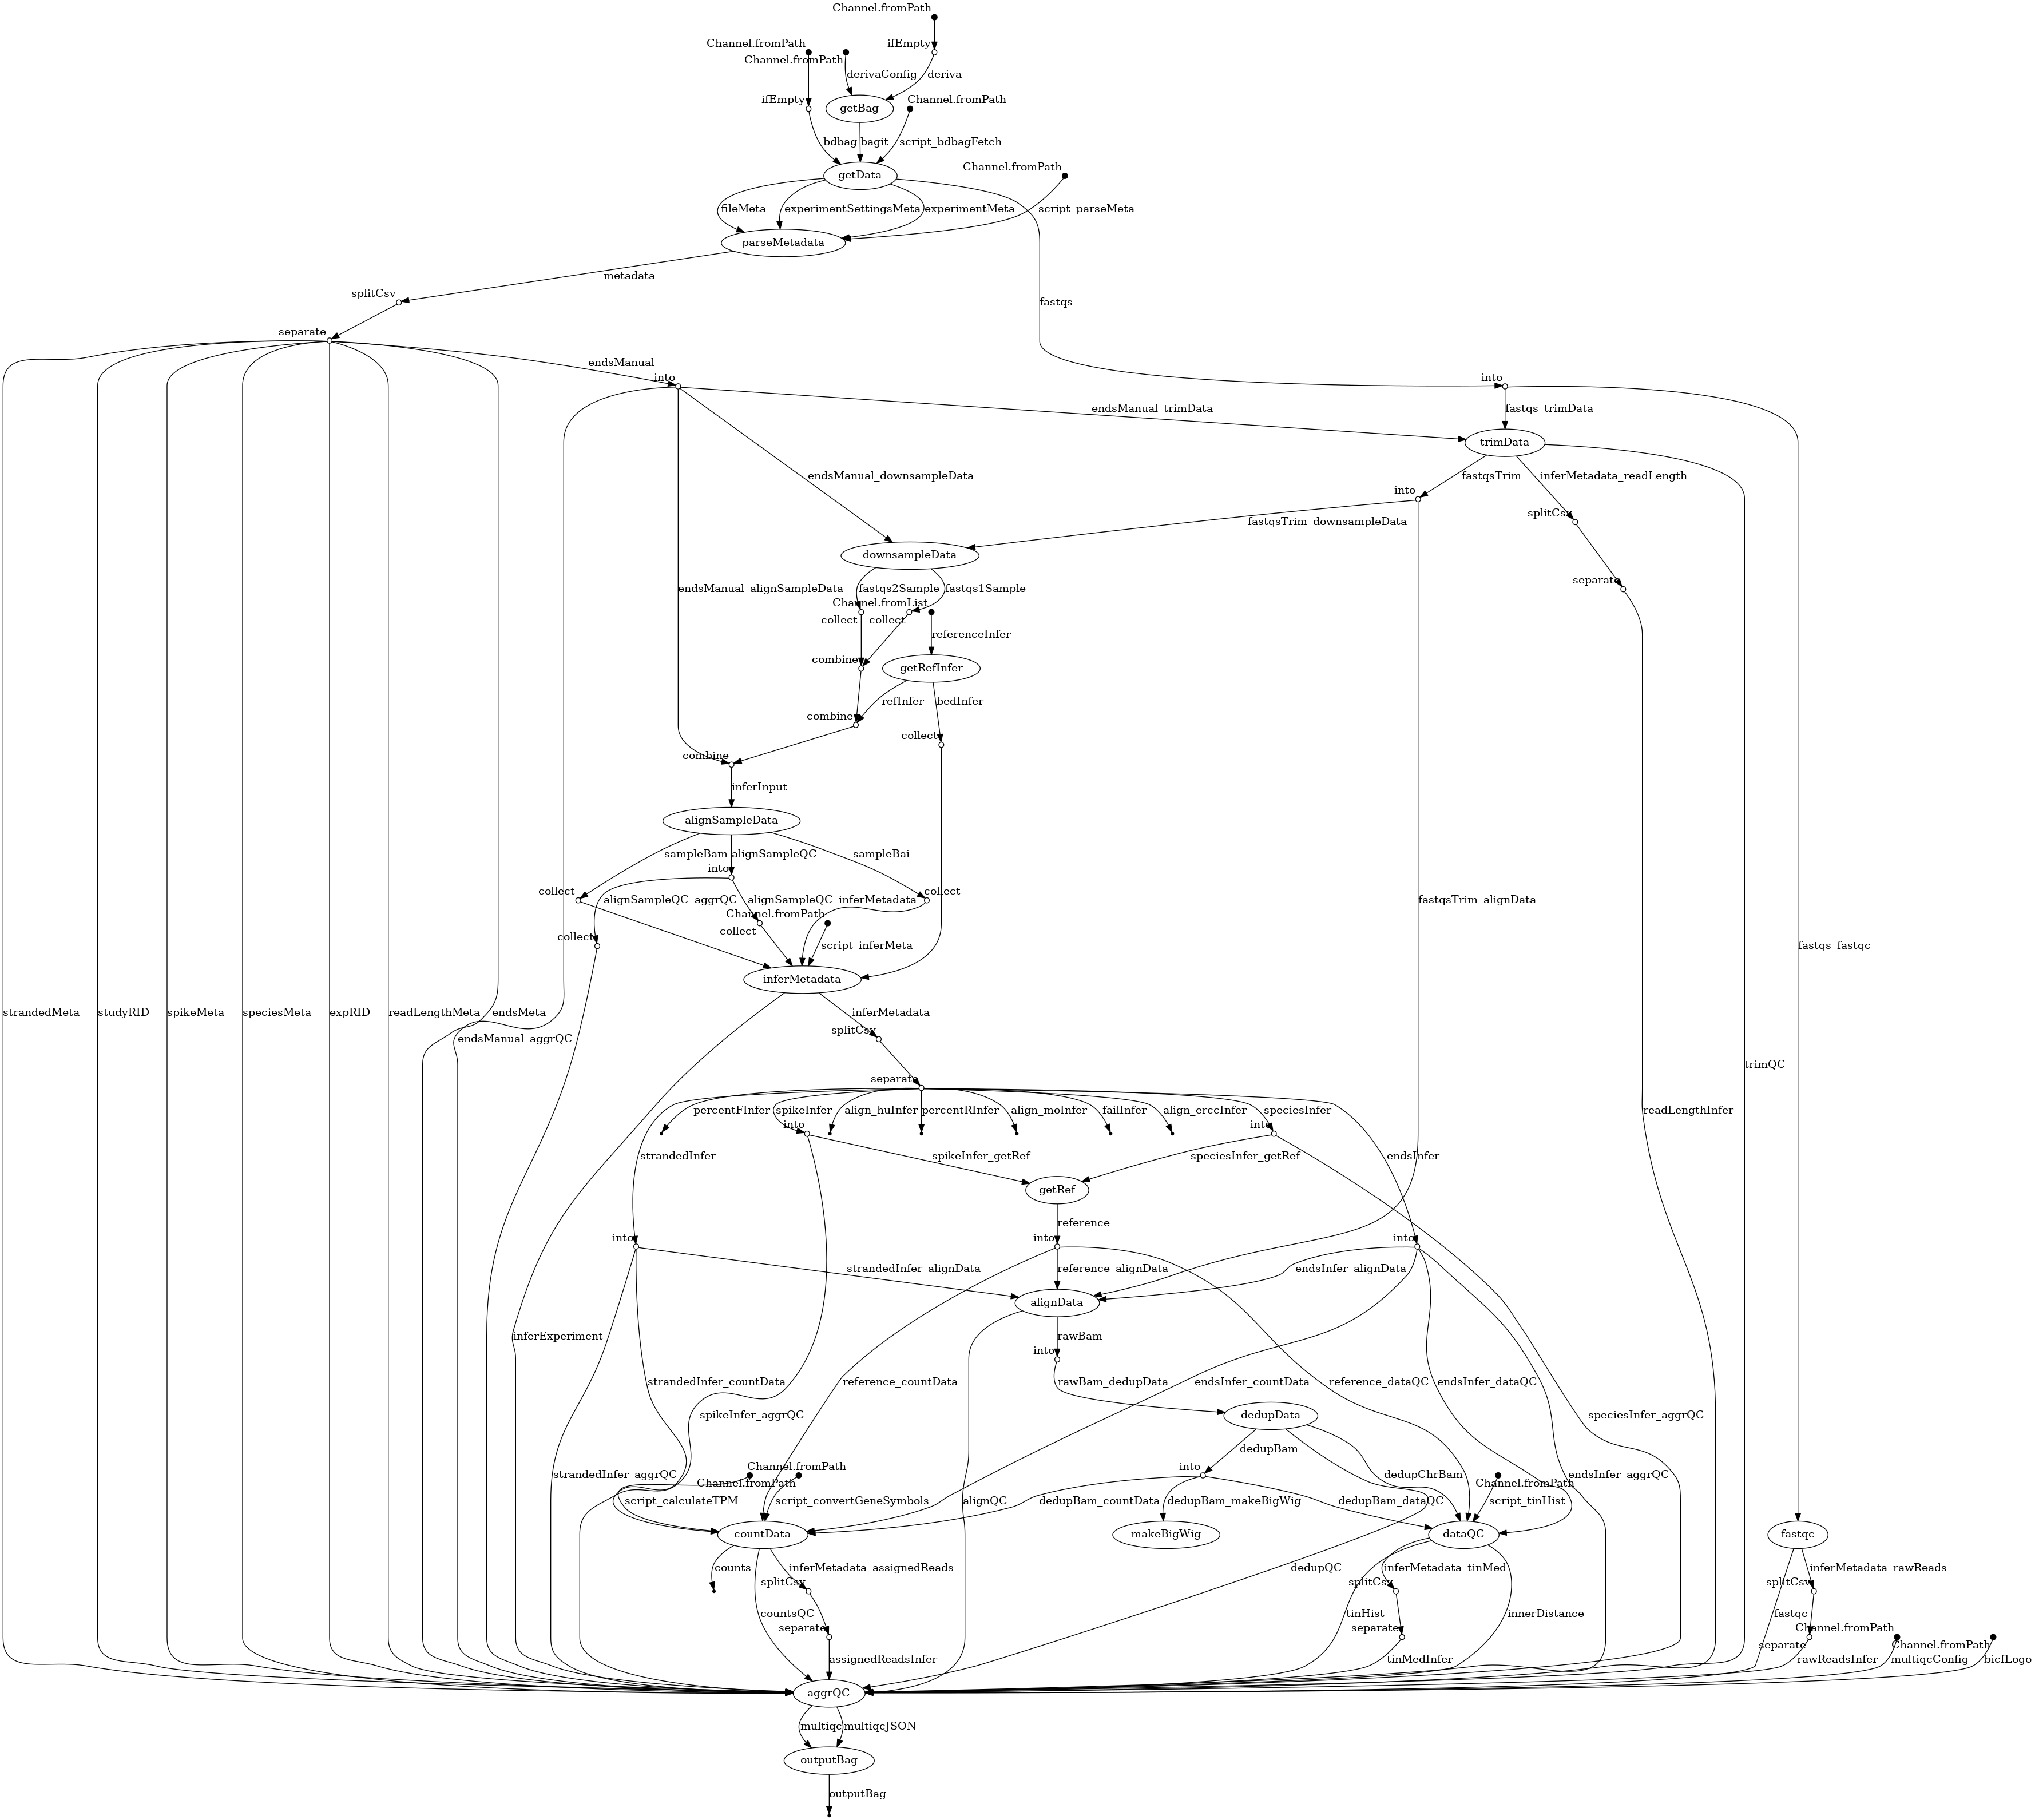 Channel.fromPath
Channel.fromPath
ifEmpty
Channel.fromPath
derivaConfig
deriva
ifEmpty
getBag
Channel.fromPath
bdbag
bagit
script_bdbagFetch
Channel.fromPath
getData
fileMeta
experimentSettingsMeta
experimentMeta
script_parseMeta
parseMetadata
metadata
splitCsv
fastqs
separate
endsManual
into
into
endsManual_trimData
fastqs_trimData
trimData
endsManual_downsampleData
fastqsTrim
inferMetadata_readLength
into
splitCsv
fastqsTrim_downsampleData
downsampleData
separate
endsManual_alignSampleData
fastqs2Sample
fastqs1Sample
Channel.fromList
collect
collect
referenceInfer
combine
getRefInfer
refInfer
bedInfer
combine
collect
combine
inferInput
alignSampleData
sampleBam
alignSampleQC
sampleBai
into
collect
collect
alignSampleQC_aggrQC
alignSampleQC_inferMetadata
fastqsTrim_alignData
Channel.fromPath
collect
collect
script_inferMeta
fastqs_fastqc
inferMetadata
strandedMeta
studyRID
spikeMeta
speciesMeta
expRID
readLengthMeta
endsMeta
inferMetadata
splitCsv
endsManual_aggrQC
trimQC
separate
percentFInfer
spikeInfer
align_huInfer
percentRInfer
align_moInfer
failInfer
align_erccInfer
speciesInfer
readLengthInfer
into
into
strandedInfer
spikeInfer_getRef
speciesInfer_getRef
endsInfer
getRef
reference
into
into
into
strandedInfer_alignData
reference_alignData
endsInfer_alignData
alignData
inferExperiment
rawBam
into
strandedInfer_countData
reference_countData
rawBam_dedupData
endsInfer_countData
reference_dataQC
endsInfer_dataQC
spikeInfer_aggrQC
dedupData
speciesInfer_aggrQC
dedupBam
Channel.fromPath
into
strandedInfer_aggrQC
dedupChrBam
endsInfer_aggrQC
Channel.fromPath
Channel.fromPath
script_calculateTPM
script_convertGeneSymbols
alignQC
dedupBam_countData
dedupBam_makeBigWig
dedupBam_dataQC
script_tinHist
countData
makeBigWig
dataQC
fastqc
counts
inferMetadata_assignedReads
dedupQC
inferMetadata_tinMed
inferMetadata_rawReads
splitCsv
splitCsv
splitCsv
countsQC
tinHist
innerDistance
fastqc
separate
separate
Channel.fromPath
separate
Channel.fromPath
assignedReadsInfer
tinMedInfer
rawReadsInfer
multiqcConfig
bicfLogo
aggrQC
multiqc
multiqcJSON
outputBag
outputBag